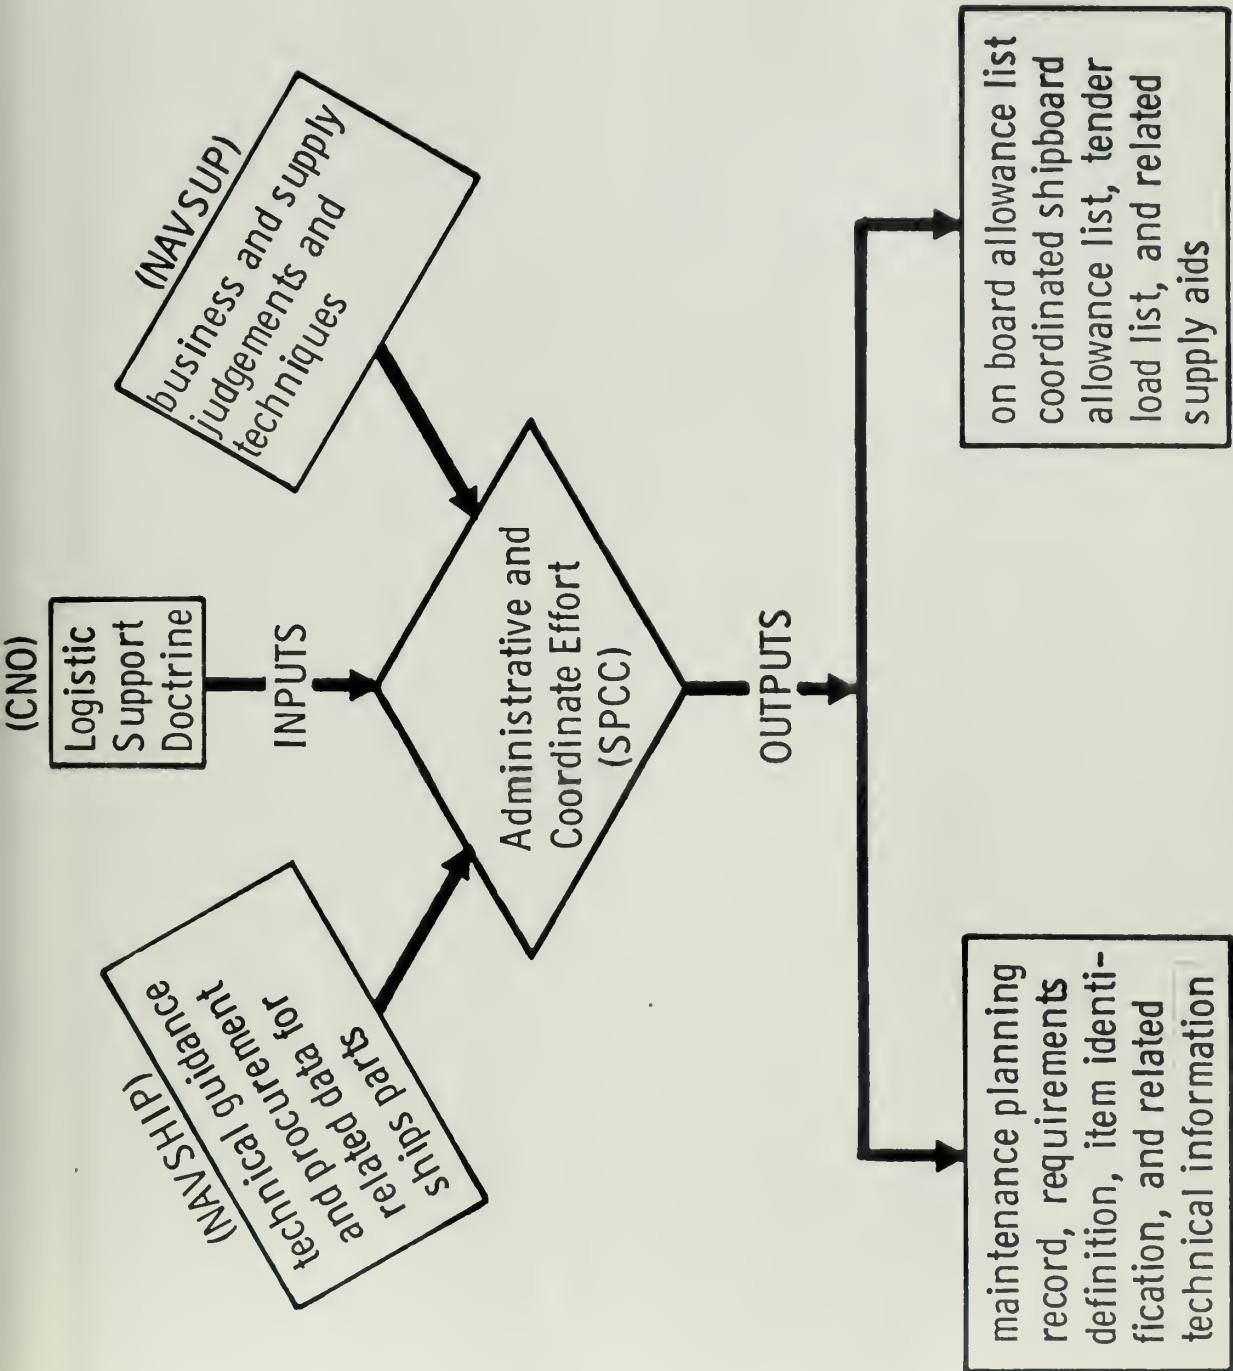 (CNO)
Logistic
Support
Doctrine
INPUTS
(NAVSHIP)
technical guidance
and procurement
related data for
ships parts
(NAVSUP)
business and supply
judgements and
techniques
Administrative and
Coordinate Effort
(SPCC)
OUTPUTS
maintenance planning
record, requirements
definition, item identi-
fication, and related
technical information
on board allowance list
coordinated shipboard
allowance list, tender
load list, and related
supply aids